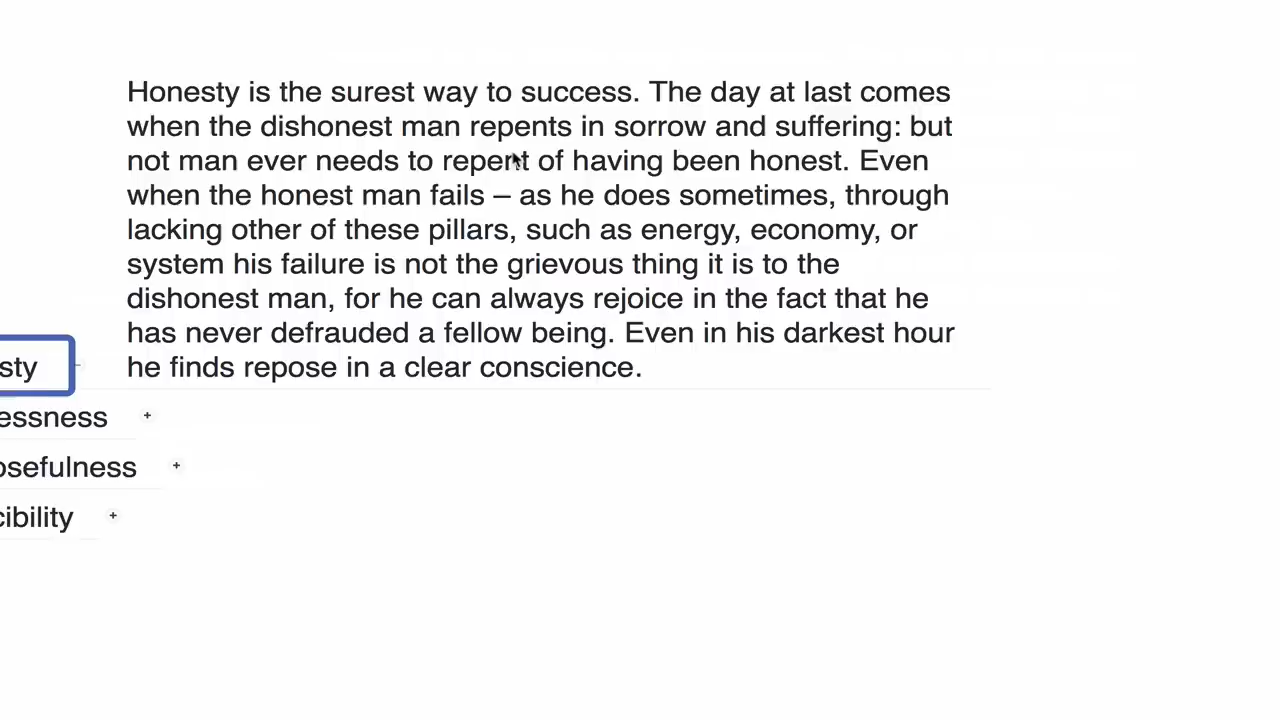 Honesty is the surest way to success. The day at last comes
when the dishonest man repents in sorrow and suffering: but
not man ever needs to repent of having been honest. Even
when the honest man fails – as he does sometimes, through
lacking other of these pillars, such as energy, economy, or
system his failure is not the grievous thing it is to the
dishonest man, for he can always rejoice in the fact that he
has never defrauded a fellow being. Even in his darkest hour
he finds repose in a clear conscience.
sty
essness +
osefulness +
cibility +